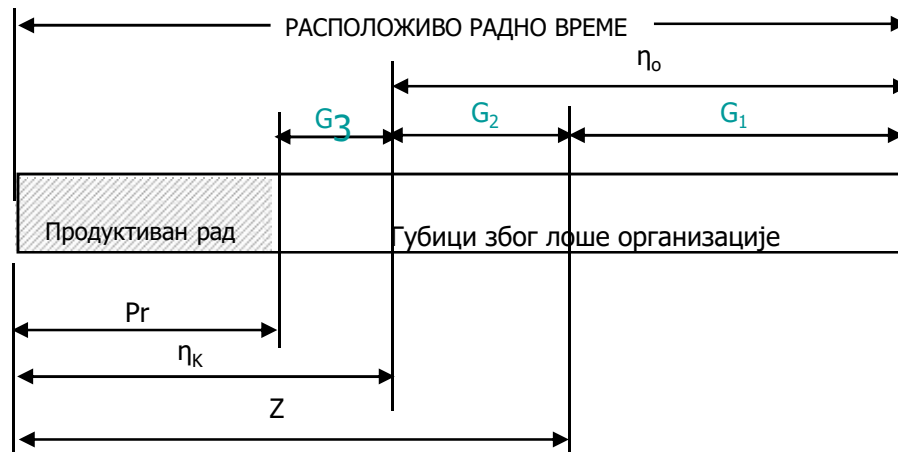 РАСПОЛОЖИВО РАДНО ВРЕМЕ
ηₒ
G3 G₂ G₁
Продуктиван рад Губици због лоше организације
Pr
ηK
Z